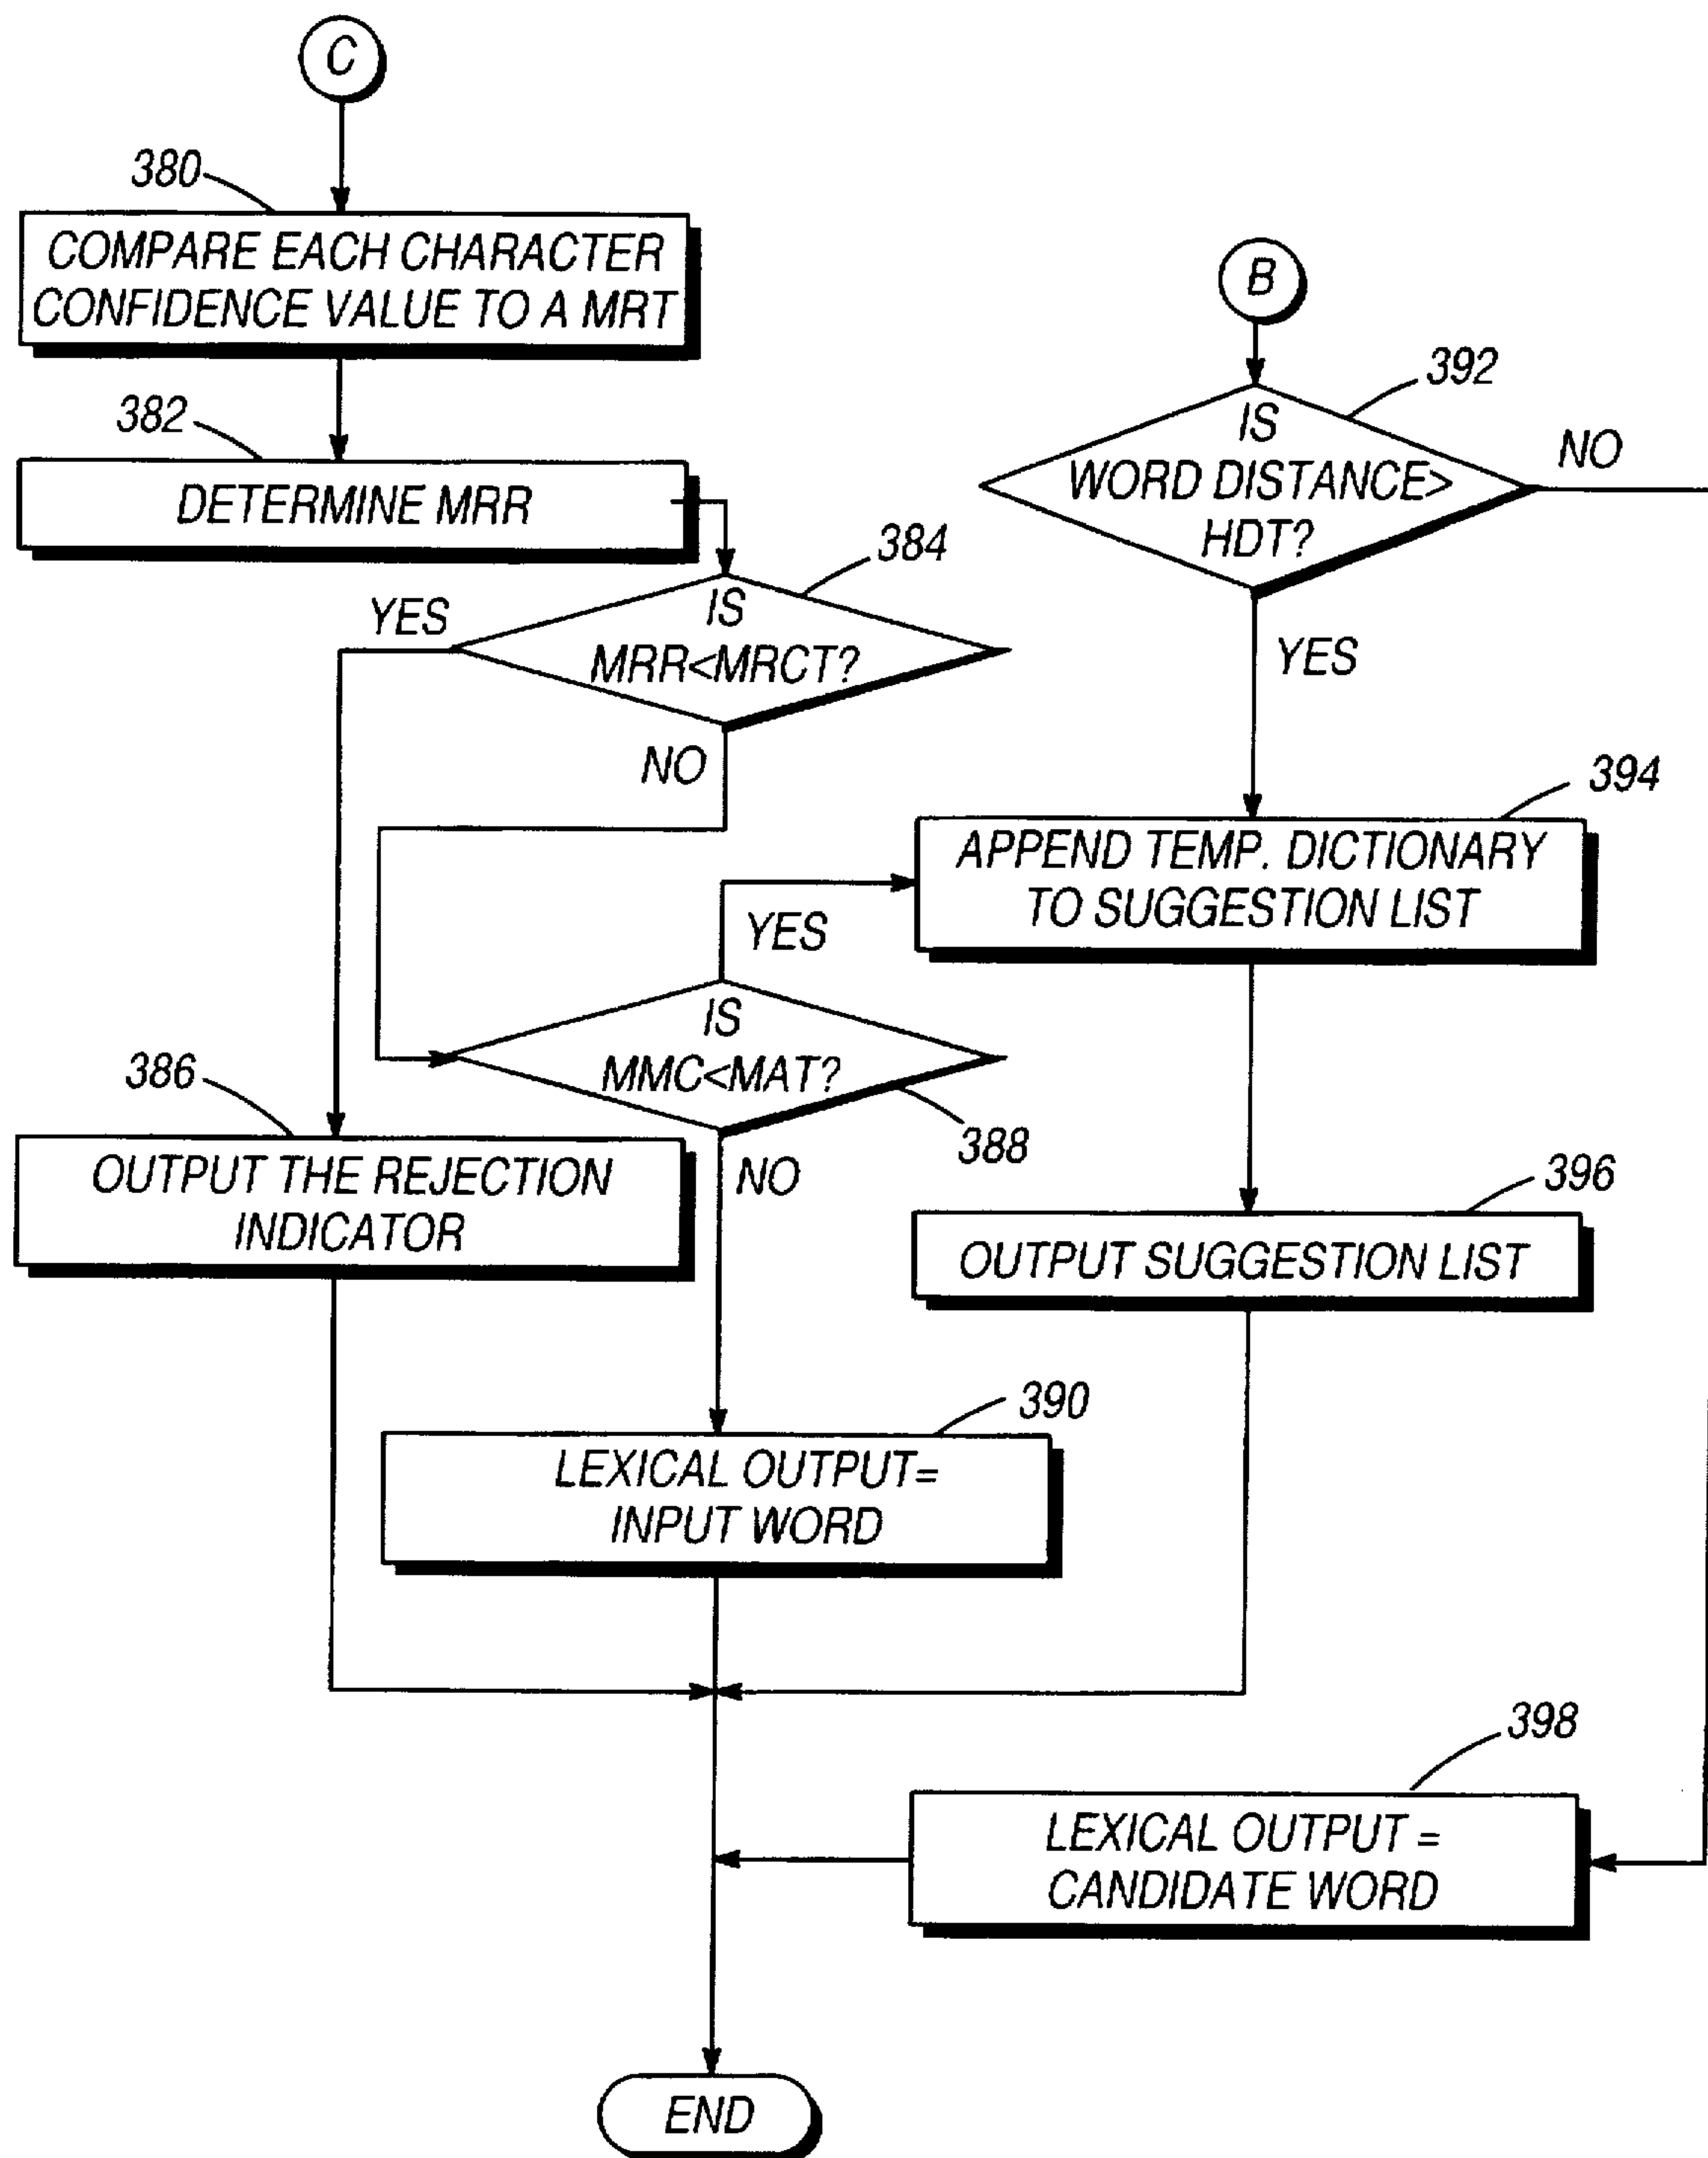 C
380
COMPARE EACH CHARACTER
CONFIDENCE VALUE TO A MRT
382
DETERMINE MRR
384
YES
IS
MRR<MRCT?
NO
YES
IS
MMC<MAT?
388
NO
386
OUTPUT THE REJECTION
INDICATOR
390
LEXICAL OUTPUT=
INPUT WORD
B
392
IS
WORD DISTANCE>
HDT?
NO
YES
394
APPEND TEMP. DICTIONARY
TO SUGGESTION LIST
396
OUTPUT SUGGESTION LIST
398
LEXICAL OUTPUT =
CANDIDATE WORD
END